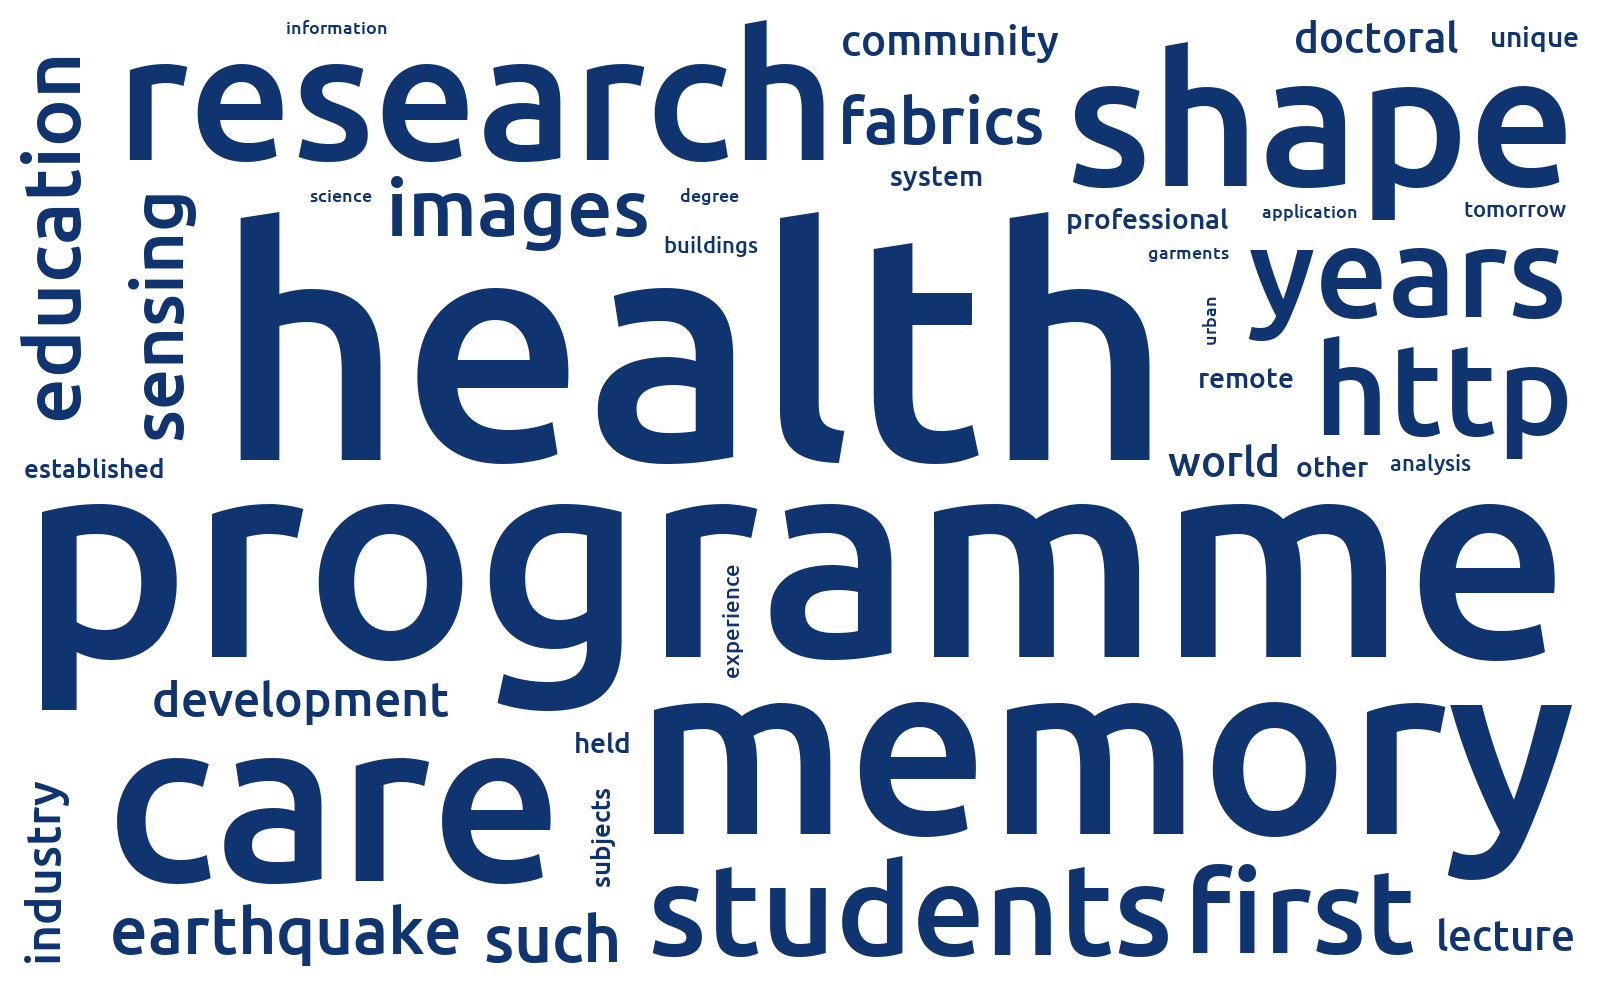 information
research
community
doctoral
unique
shape
fabrics
education
system
science
images
degree
sensing
professional
application
tomorrow
buildings
garments
years
health
urban
http
remote
world
other
analysis
established
programme
experience
development
memory
held
care
subjects
industry
students
first
earthquake
such
lecture